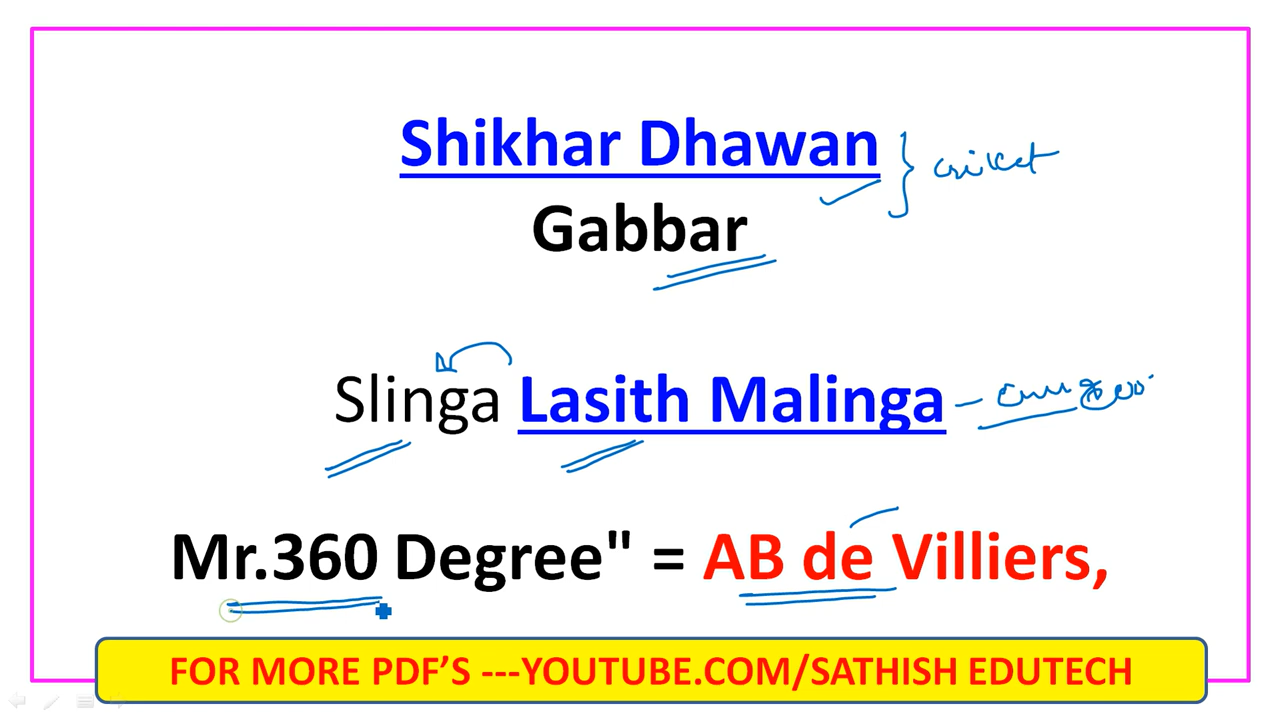 Shikhar Dhawan
cricket
Gabbar
Slinga Lasith Malinga
Mr.360 Degree" = AB de Villiers,
FOR MORE PDF’S ---YOUTUBE.COM/SATHISH EDUTECH